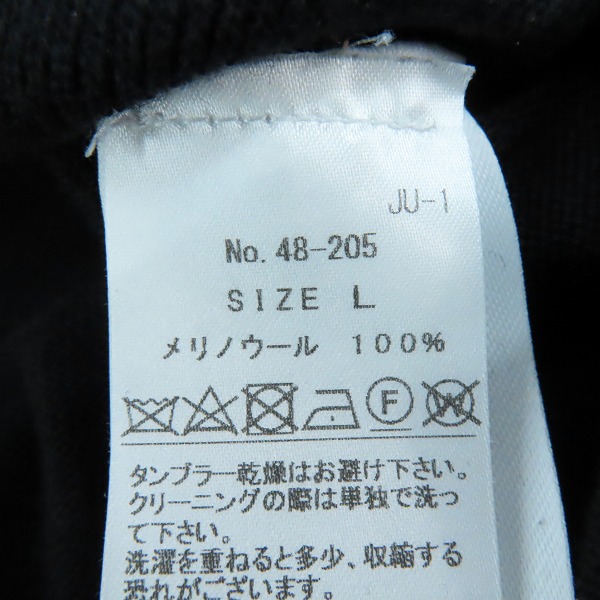 JU-1
No. 48-205
SIZE L
メリノウール 100%
F W
タンブラー乾燥はお避け下さい。
クリーニングの際は単独で洗っ
て下さい。
洗濯を重ねると多少、収縮する
恐れがございます。